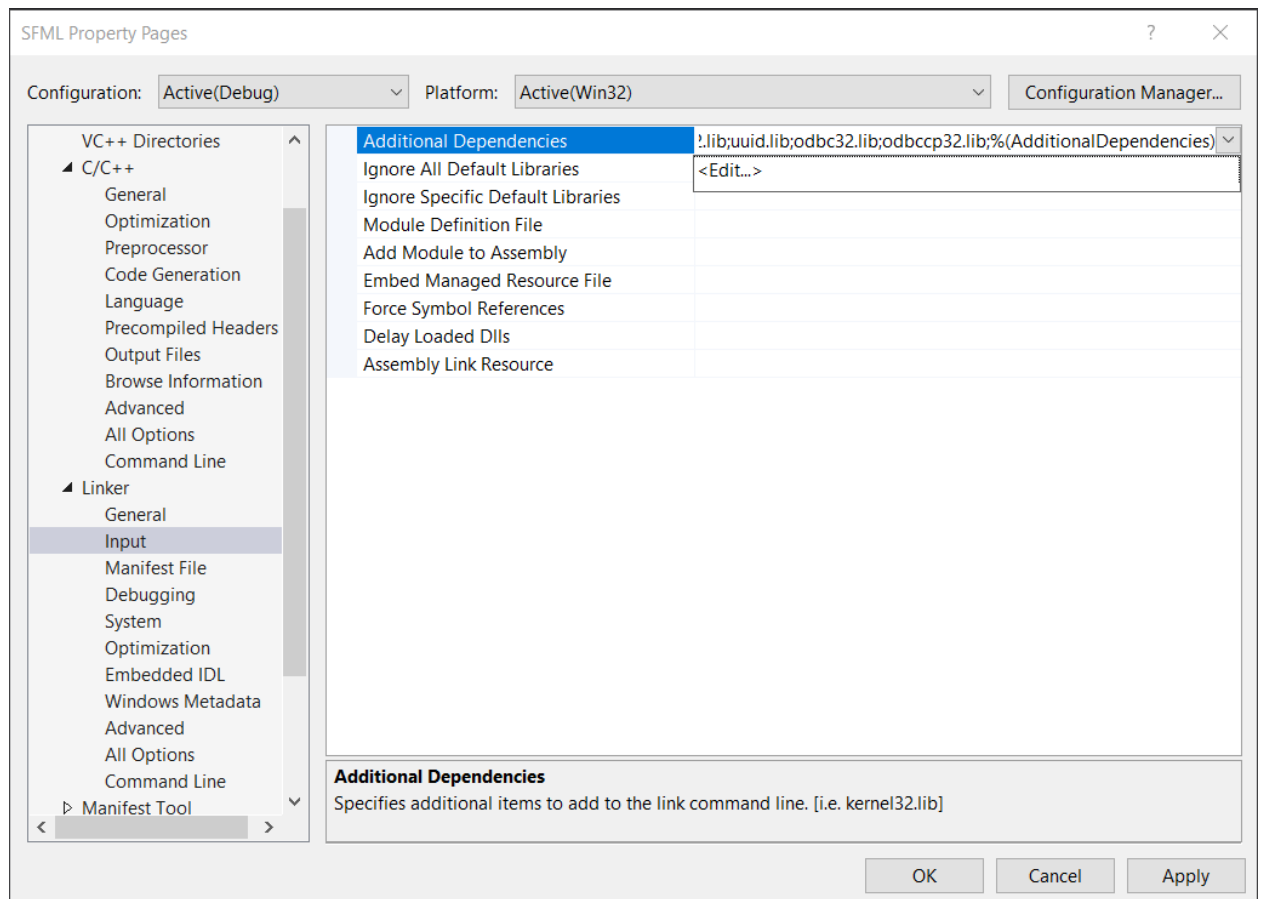 SFML Property Pages
Configuration: Active(Debug) Platform: Active(Win32) Configuration Manager...
VC++ Directories
C/C++
General
Optimization
Preprocessor
Code Generation
Language
Precompiled Headers
Output Files
Browse Information
Advanced
All Options
Command Line
Linker
General
Input
Manifest File
Debugging
System
Optimization
Embedded IDL
Windows Metadata
Advanced
All Options
Command Line
Manifest Tool
Additional Dependencies .lib;uuid.lib;odbc32.lib;odbccp32.lib;%(AdditionalDependencies)
Ignore All Default Libraries <Edit...>
Ignore Specific Default Libraries
Module Definition File
Add Module to Assembly
Embed Managed Resource File
Force Symbol References
Delay Loaded Dlls
Assembly Link Resource
Additional Dependencies
Specifies additional items to add to the link command line. [i.e. kernel32.lib]
OK Cancel Apply